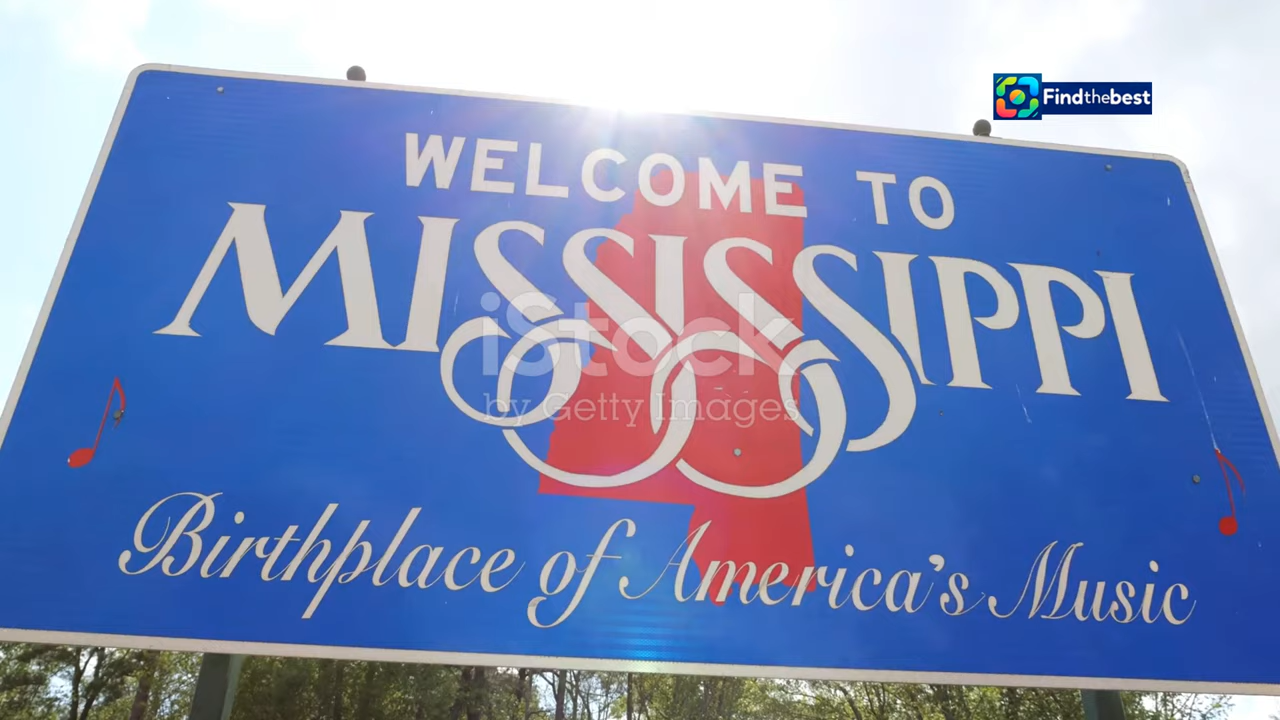 Findthebest
WELCOME TO
MISSISSIPPI
iStock
by Getty Images
Birthplace of America's Music